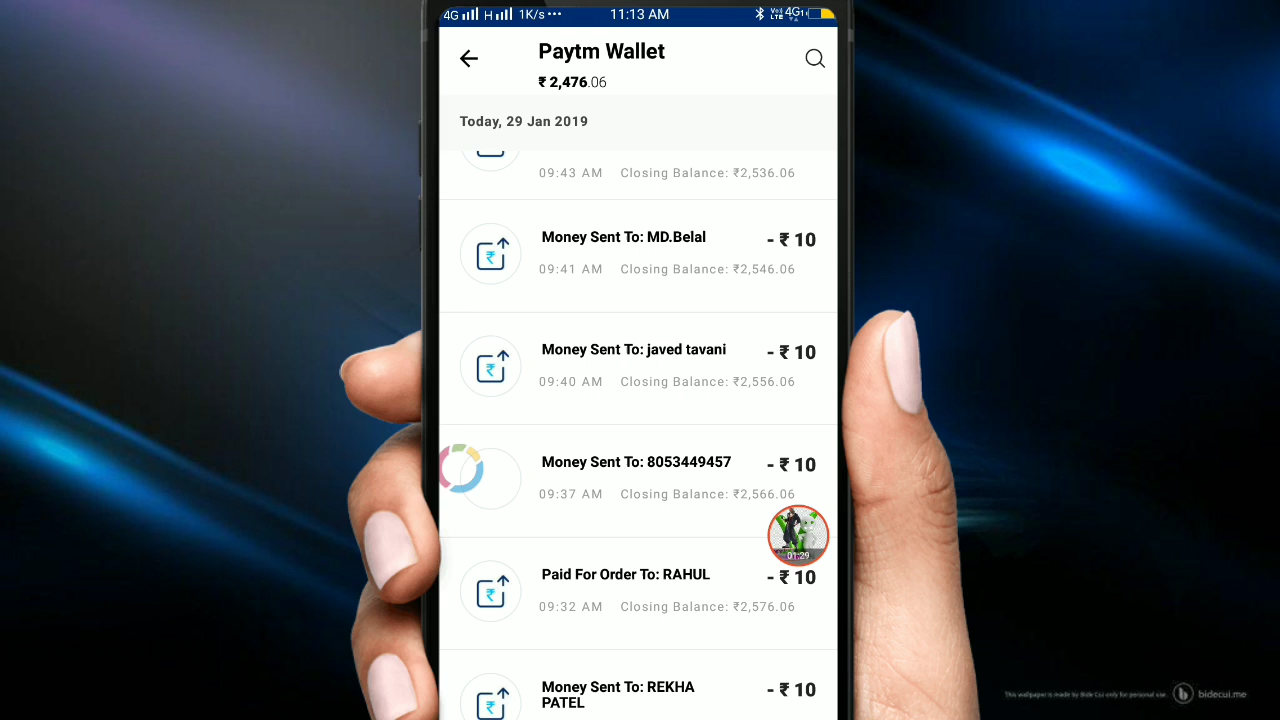 4G H 1K/s ... 11:13 AM VoI LTE 4G
Paytm Wallet
₹ 2,476.06
Today, 29 Jan 2019
09:43 AM Closing Balance: ₹2,536.06
Money Sent To: MD.Belal - ₹ 10
09:41 AM Closing Balance: ₹2,546.06
Money Sent To: javed tavani - ₹ 10
09:40 AM Closing Balance: ₹2,556.06
Money Sent To: 8053449457 - ₹ 10
09:37 AM Closing Balance: ₹2,566.06
01:29
Paid For Order To: RAHUL - ₹ 10
09:32 AM Closing Balance: ₹2,576.06
Money Sent To: REKHA - ₹ 10
PATEL
This wallpaper is made by Bide Cui only for personal use. bidecui.me